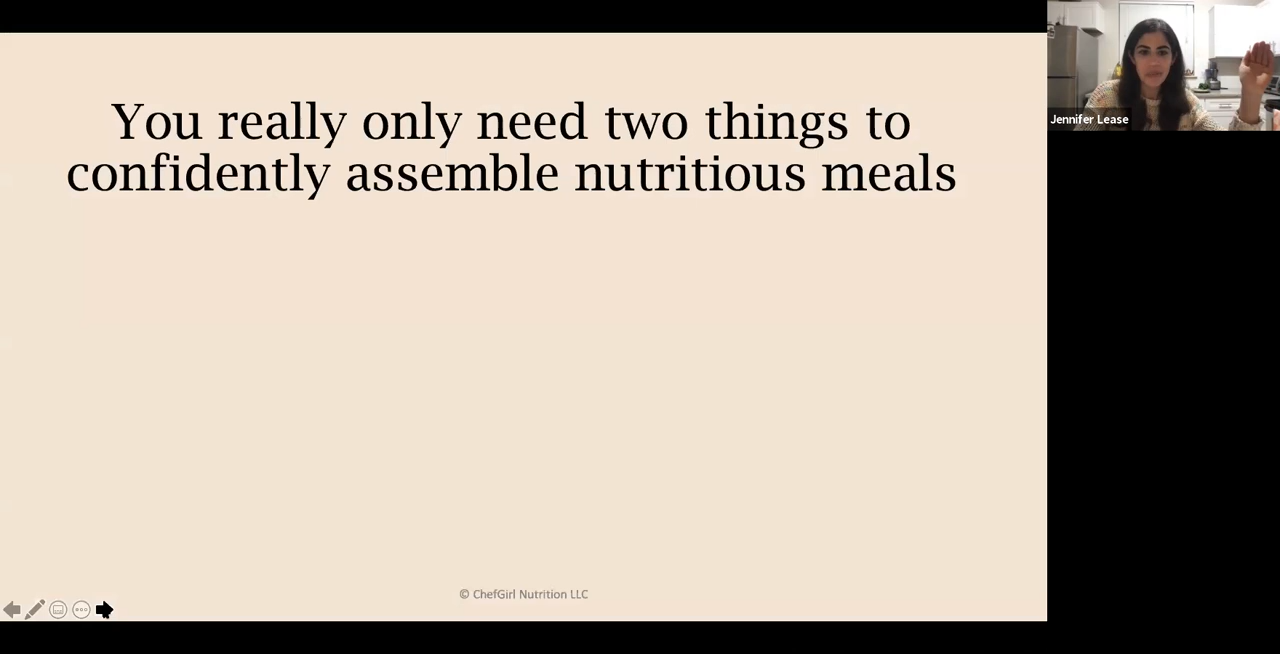 You really only need two things to
confidently assemble nutritious meals
Jennifer Lease
© ChefGirl Nutrition LLC